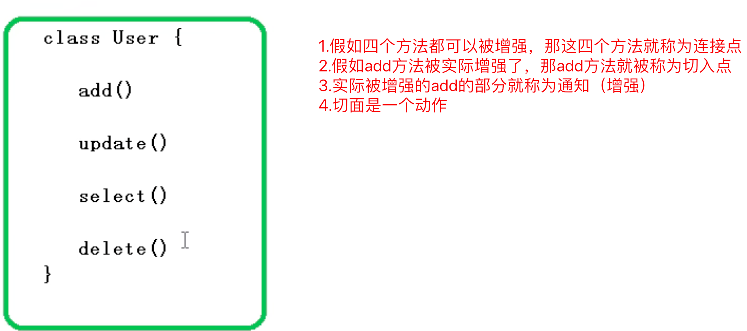 class User {
add()
update()
select()
delete()
}
1.假如四个方法都可以被增强，那这四个方法就称为连接点
2.假如add方法被实际增强了，那add方法就被称为切入点
3.实际被增强的add的部分就称为通知（增强）
4.切面是一个动作